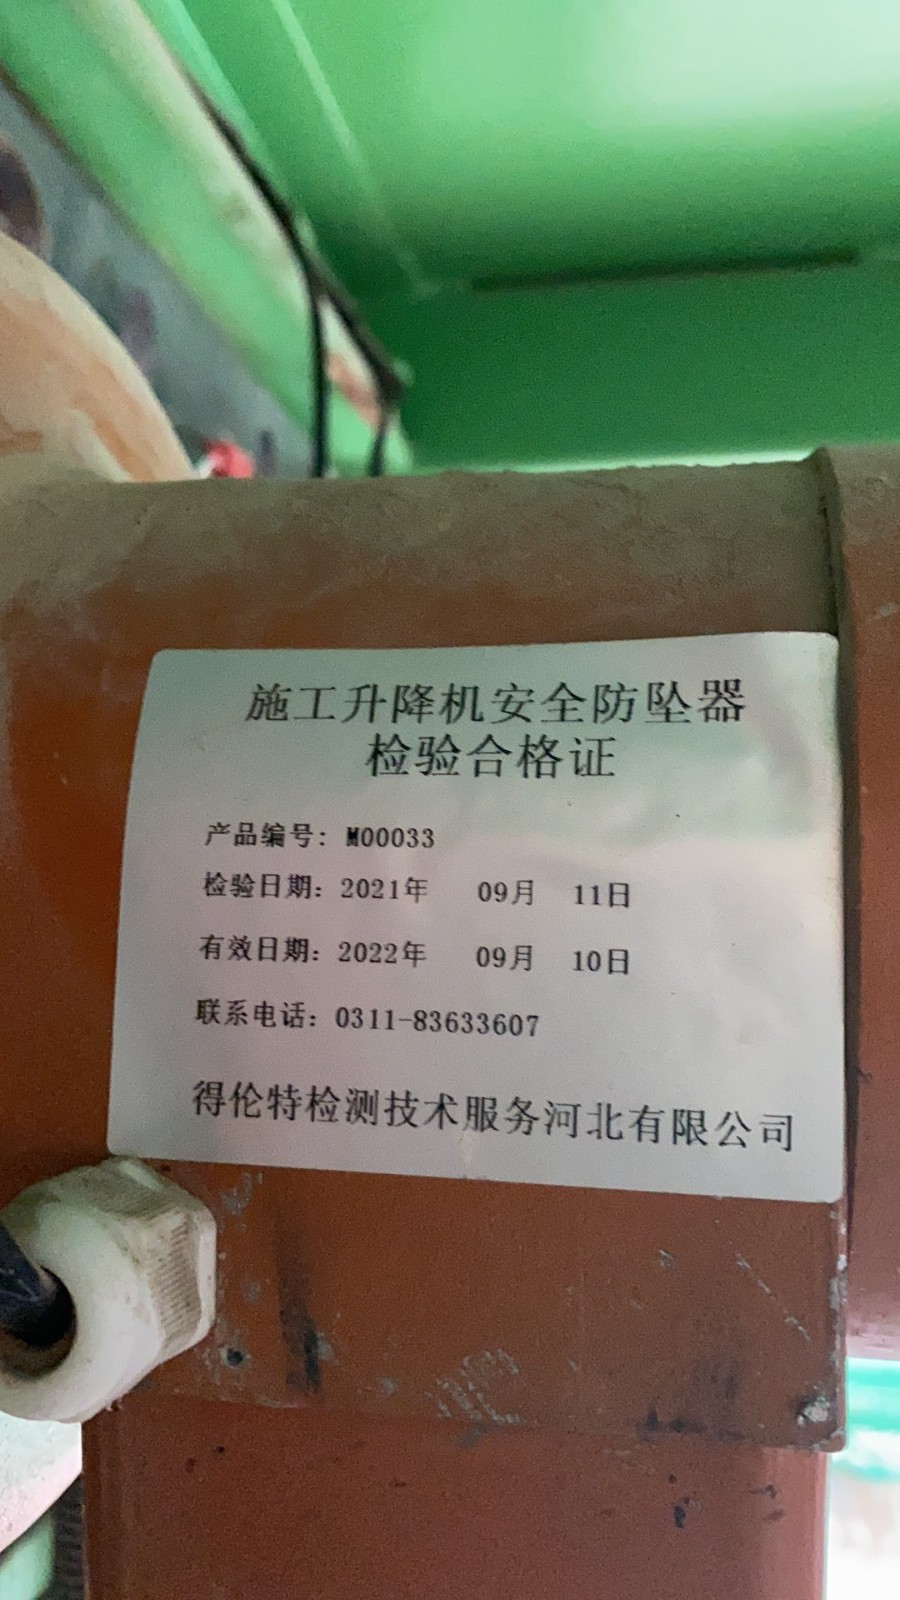 施工升降机安全防坠器
检验合格证
产品编号: M00033
检验日期: 2021年 09月 11日
有效日期: 2022年 09月 10日
联系电话: 0311-83633607
得伦特检测技术服务河北有限公司